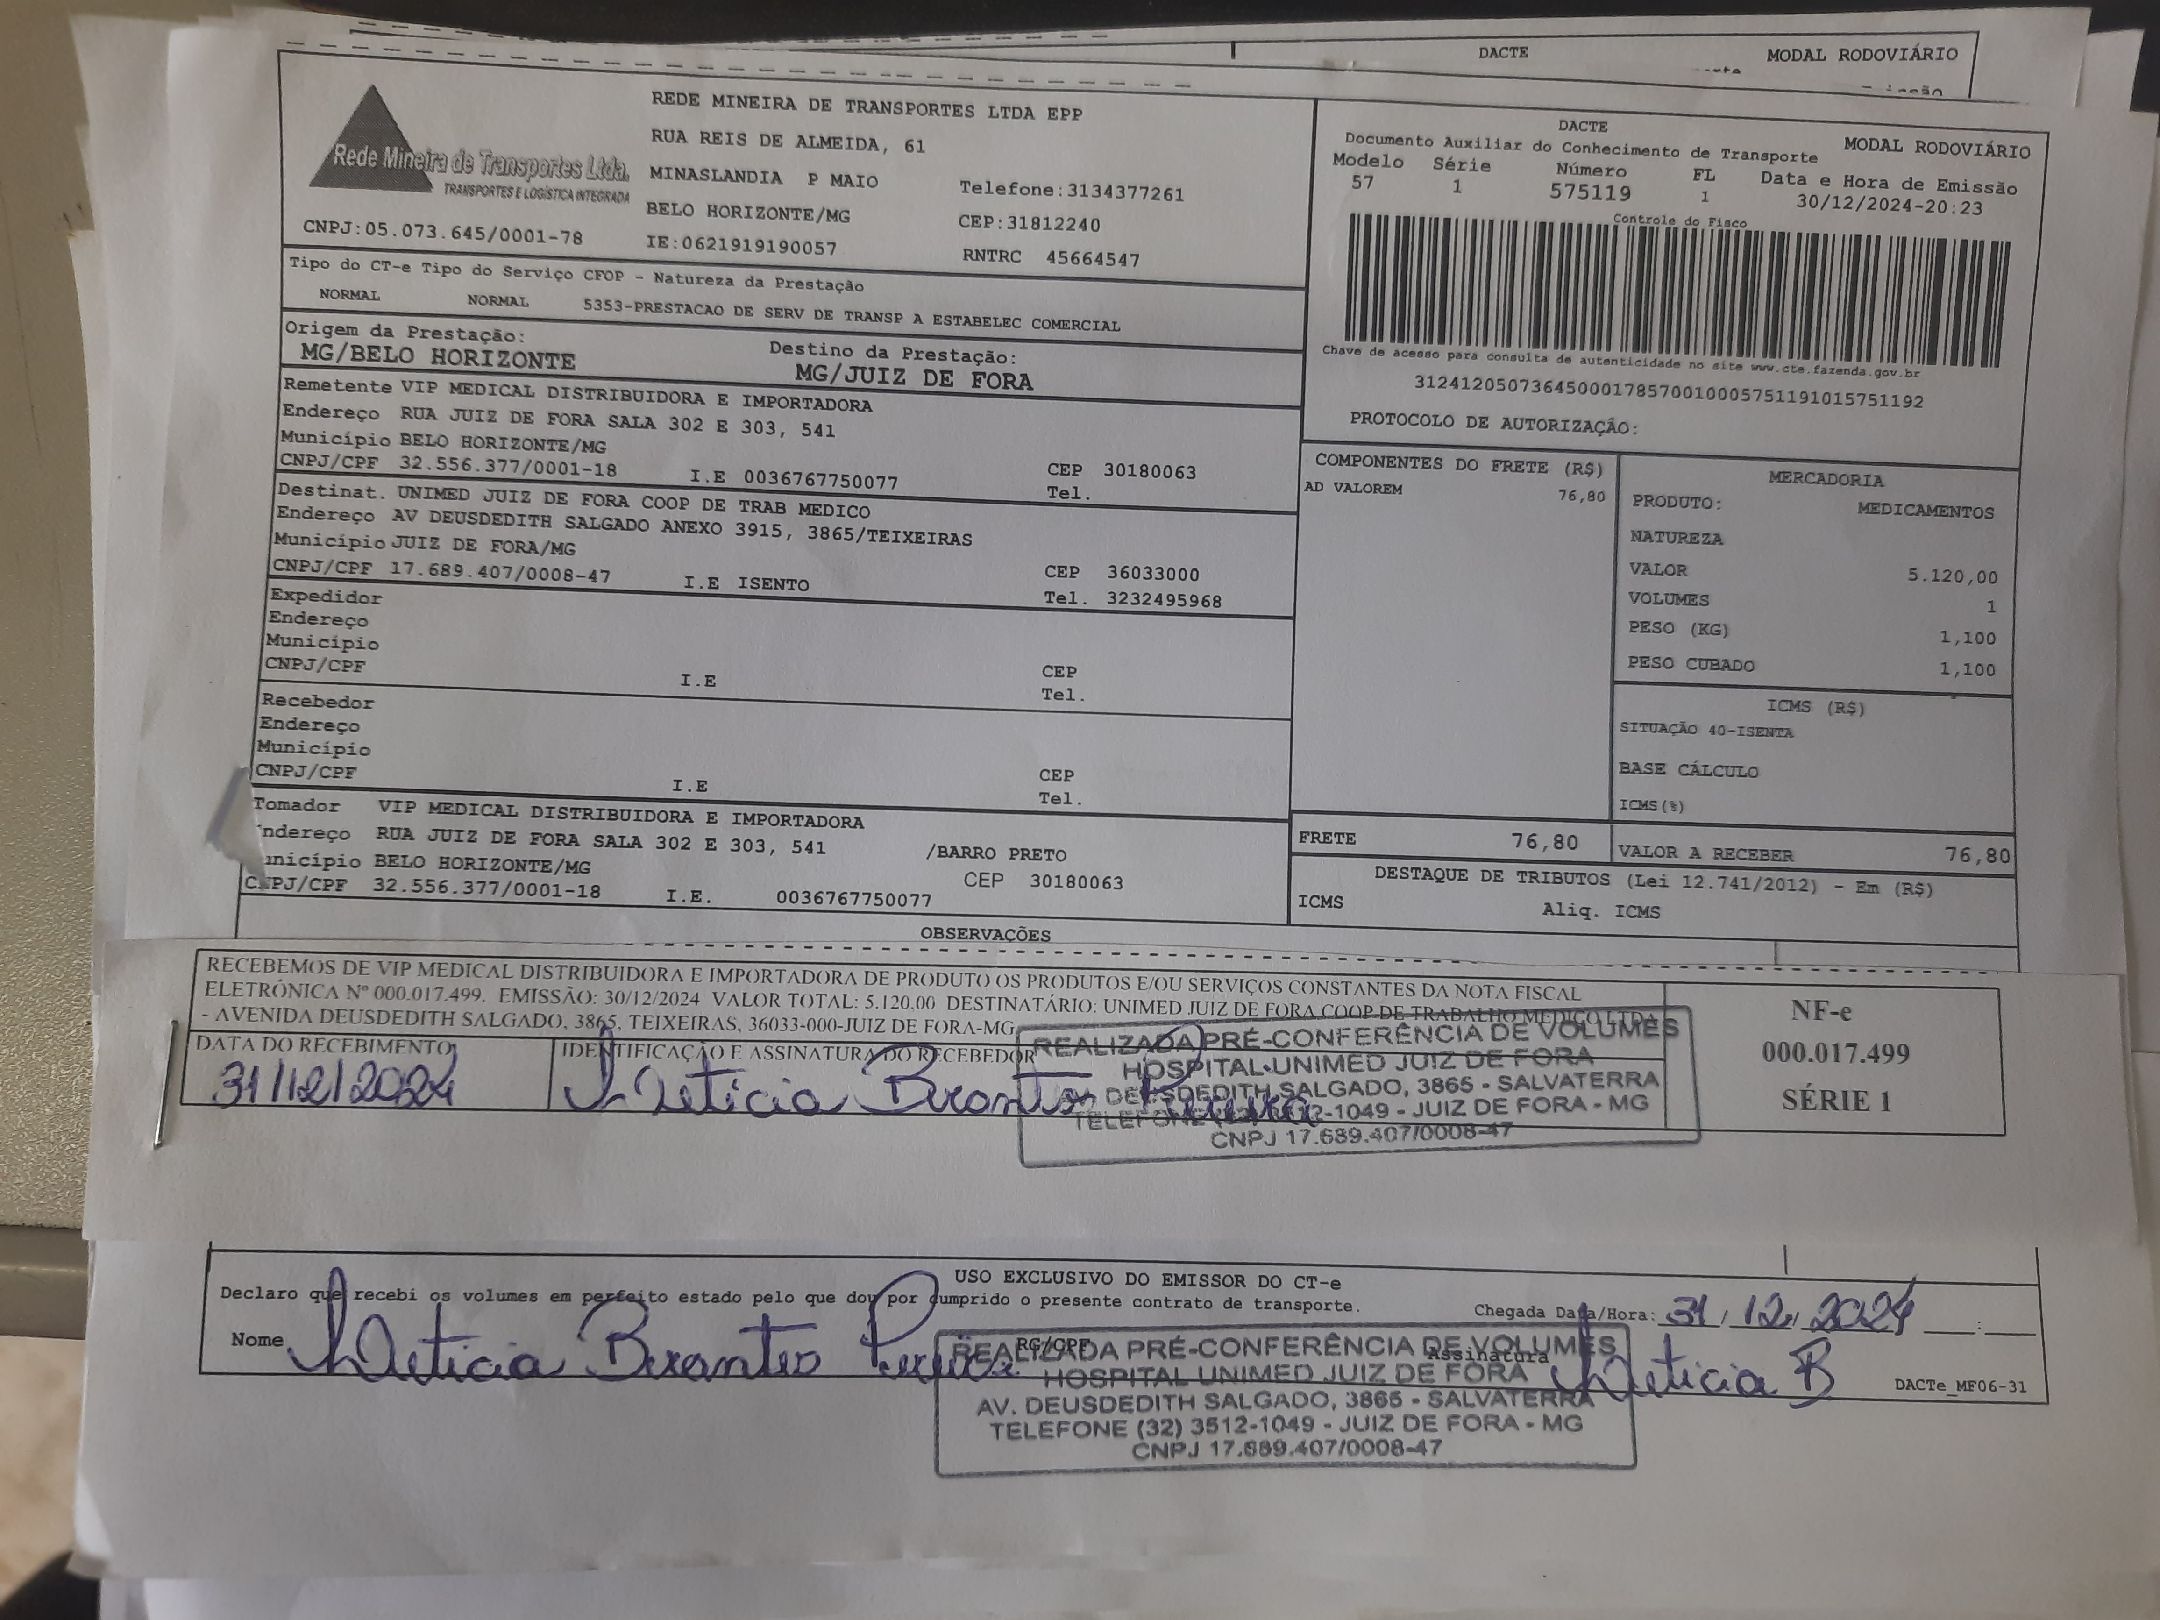 DACTE
MODAL RODOVIÁRIO
Rede Mineira de Transportes Ltda.
TRANSPORTES E LOGÍSTICA INTEGRADA
CNPJ:05.073.645/0001-78
REDE MINEIRA DE TRANSPORTES LTDA EPP
RUA REIS DE ALMEIDA, 61
MINASLANDIA P MAIO Telefone:3134377261
BELO HORIZONTE/MG CEP:31812240
IE:0621919190057 RNTRC 45664547
DACTE MODAL RODOVIÁRIO
Documento Auxiliar do Conhecimento de Transporte
Modelo Série Número FL Data e Hora de Emissão
57 1 575119 1 30/12/2024-20:23
Controle do Fisco
Chave de acesso para consulta de autenticidade no site www.cte.fazenda.gov.br
31241205073645000178570010005751191015751192
PROTOCOLO DE AUTORIZAÇÃO:
Tipo do CT-e Tipo do Serviço CFOP - Natureza da Prestação
NORMAL NORMAL 5353-PRESTACAO DE SERV DE TRANSP A ESTABELEC COMERCIAL
Origem da Prestação: Destino da Prestação:
MG/BELO HORIZONTE MG/JUIZ DE FORA
Remetente VIP MEDICAL DISTRIBUIDORA E IMPORTADORA
Endereço RUA JUIZ DE FORA SALA 302 E 303, 541
Município BELO HORIZONTE/MG CEP 30180063
CNPJ/CPF 32.556.377/0001-18 I.E 0036767750077 Tel.
Destinat. UNIMED JUIZ DE FORA COOP DE TRAB MEDICO
Endereço AV DEUSDEDITH SALGADO ANEXO 3915, 3865/TEIXEIRAS
Município JUIZ DE FORA/MG CEP 36033000
CNPJ/CPF 17.689.407/0008-47 I.E ISENTO Tel. 3232495968
Expedidor
Endereço
Município CEP
CNPJ/CPF I.E Tel.
Recebedor
Endereço
Município CEP
CNPJ/CPF I.E Tel.
Tomador VIP MEDICAL DISTRIBUIDORA E IMPORTADORA
ndereço RUA JUIZ DE FORA SALA 302 E 303, 541 /BARRO PRETO
unicípio BELO HORIZONTE/MG CEP 30180063
CNPJ/CPF 32.556.377/0001-18 I.E. 0036767750077
COMPONENTES DO FRETE (R$)
AD VALOREM 76,80
MERCADORIA
PRODUTO: MEDICAMENTOS
NATUREZA
VALOR 5.120,00
VOLUMES 1
PESO (KG) 1,100
PESO CUBADO 1,100
ICMS (R$)
SITUAÇÃO 40-ISENTA
BASE CÁLCULO
ICMS(%)
FRETE 76,80 VALOR A RECEBER 76,80
DESTAQUE DE TRIBUTOS (Lei 12.741/2012) - Em (R$)
ICMS Aliq. ICMS
OBSERVAÇÕES
RECEBEMOS DE VIP MEDICAL DISTRIBUIDORA E IMPORTADORA DE PRODUTO OS PRODUTOS E/OU SERVIÇOS CONSTANTES DA NOTA FISCAL
ELETRÔNICA Nº 000.017.499. EMISSÃO: 30/12/2024 VALOR TOTAL: 5.120,00 DESTINATÁRIO: UNIMED JUIZ DE FORA COOP DE TRABALHO MEDICO LTDA
- AVENIDA DEUSDEDITH SALGADO, 3865, TEIXEIRAS, 36033-000-JUIZ DE FORA-MG
DATA DO RECEBIMENTO IDENTIFICAÇÃO E ASSINATURA DO RECEBEDOR
31/12/2024 Leticia
NF-e
000.017.499
SÉRIE 1
REALIZADA PRÉ-CONFERÊNCIA DE VOLUMES
HOSPITAL UNIMED JUIZ DE FORA
AV. DEUSDEDITH SALGADO, 3865 - SALVATERRA
TELEFONE (32) 3512-1049 - JUIZ DE FORA - MG
CNPJ 17.689.407/0008-47
USO EXCLUSIVO DO EMISSOR DO CT-e
Declaro que recebi os volumes em perfeito estado pelo que dou por cumprido o presente contrato de transporte.
Chegada Data/Hora: 31/12/2024 ___:___
Nome Leticia RG/CPF Assinatura Leticia B
REALIZADA PRÉ-CONFERÊNCIA DE VOLUMES
HOSPITAL UNIMED JUIZ DE FORA
AV. DEUSDEDITH SALGADO, 3865 - SALVATERRA
TELEFONE (32) 3512-1049 - JUIZ DE FORA - MG
CNPJ 17.689.407/0008-47
DACTe_MF06-31